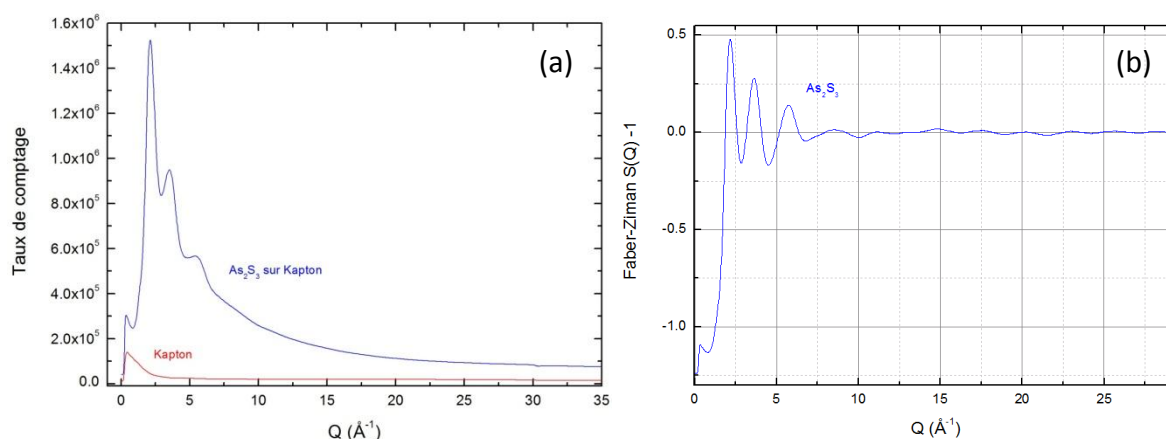 (a)
Taux de comptage
1.6x10⁶
1.4x10⁶
1.2x10⁶
1.0x10⁶
8.0x10⁵
6.0x10⁵
4.0x10⁵
2.0x10⁵
0.0
As₂S₃ sur Kapton
Kapton
0 5 10 15 20 25 30 35
Q (Å⁻¹)
(b)
Faber-Ziman S(Q) -1
0.5
0.0
-0.5
-1.0
As₂S₃
0 5 10 15 20 25
Q (Å⁻¹)